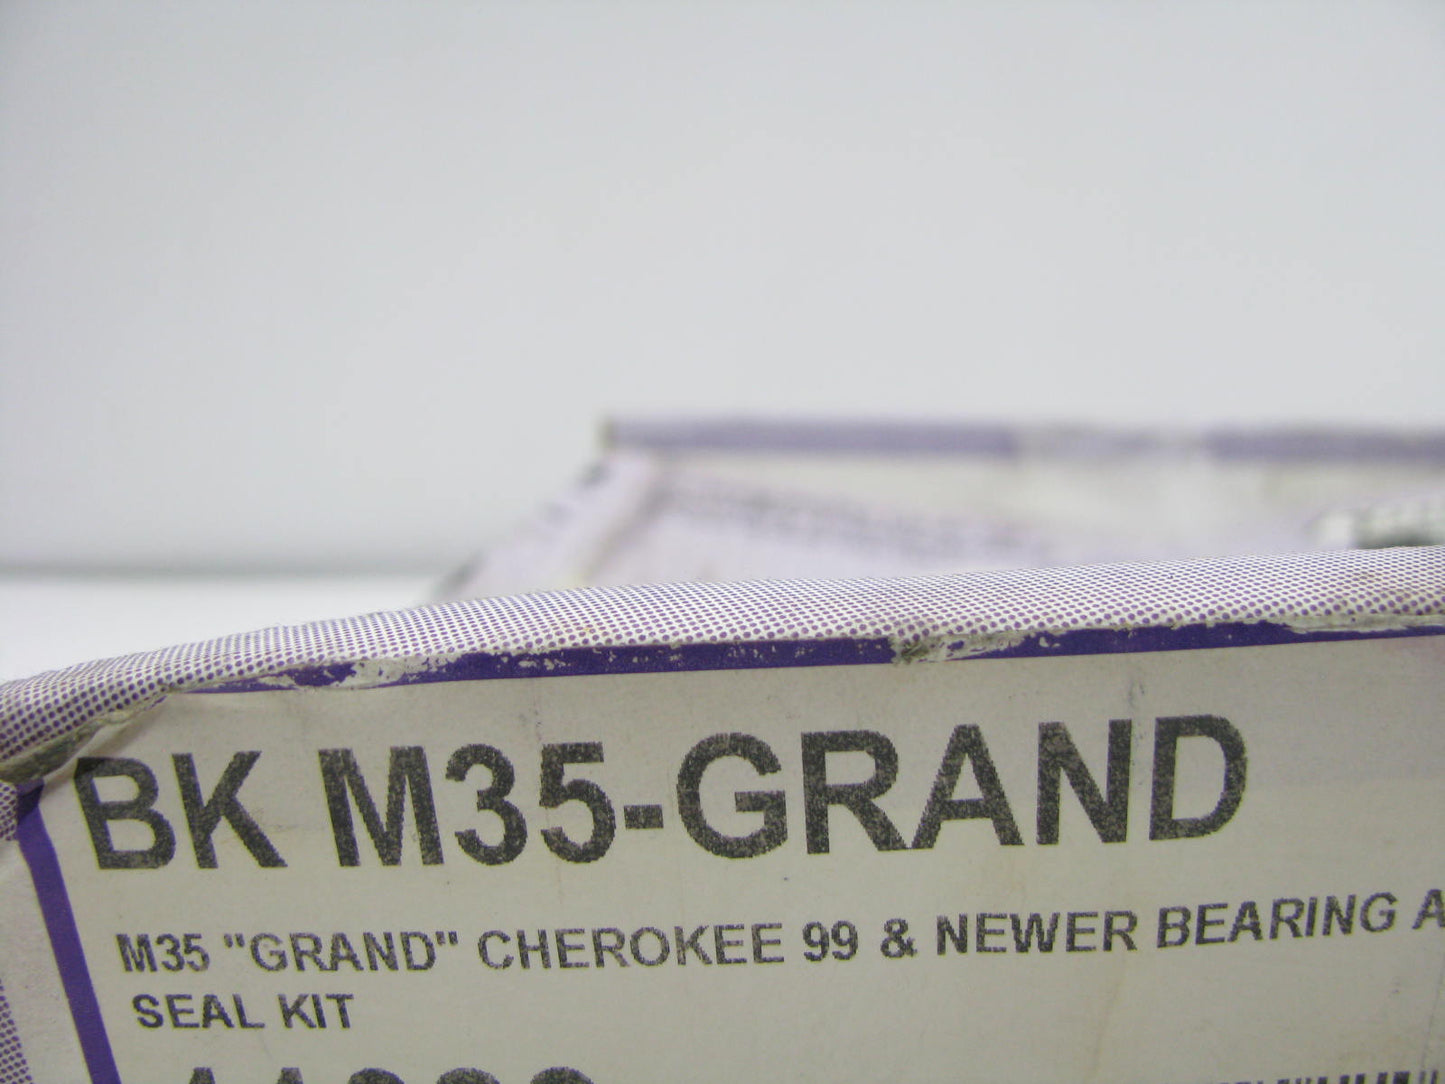 BK M35-GRAND
M35 "GRAND" CHEROKEE 99 & NEWER BEARING A
SEAL KIT